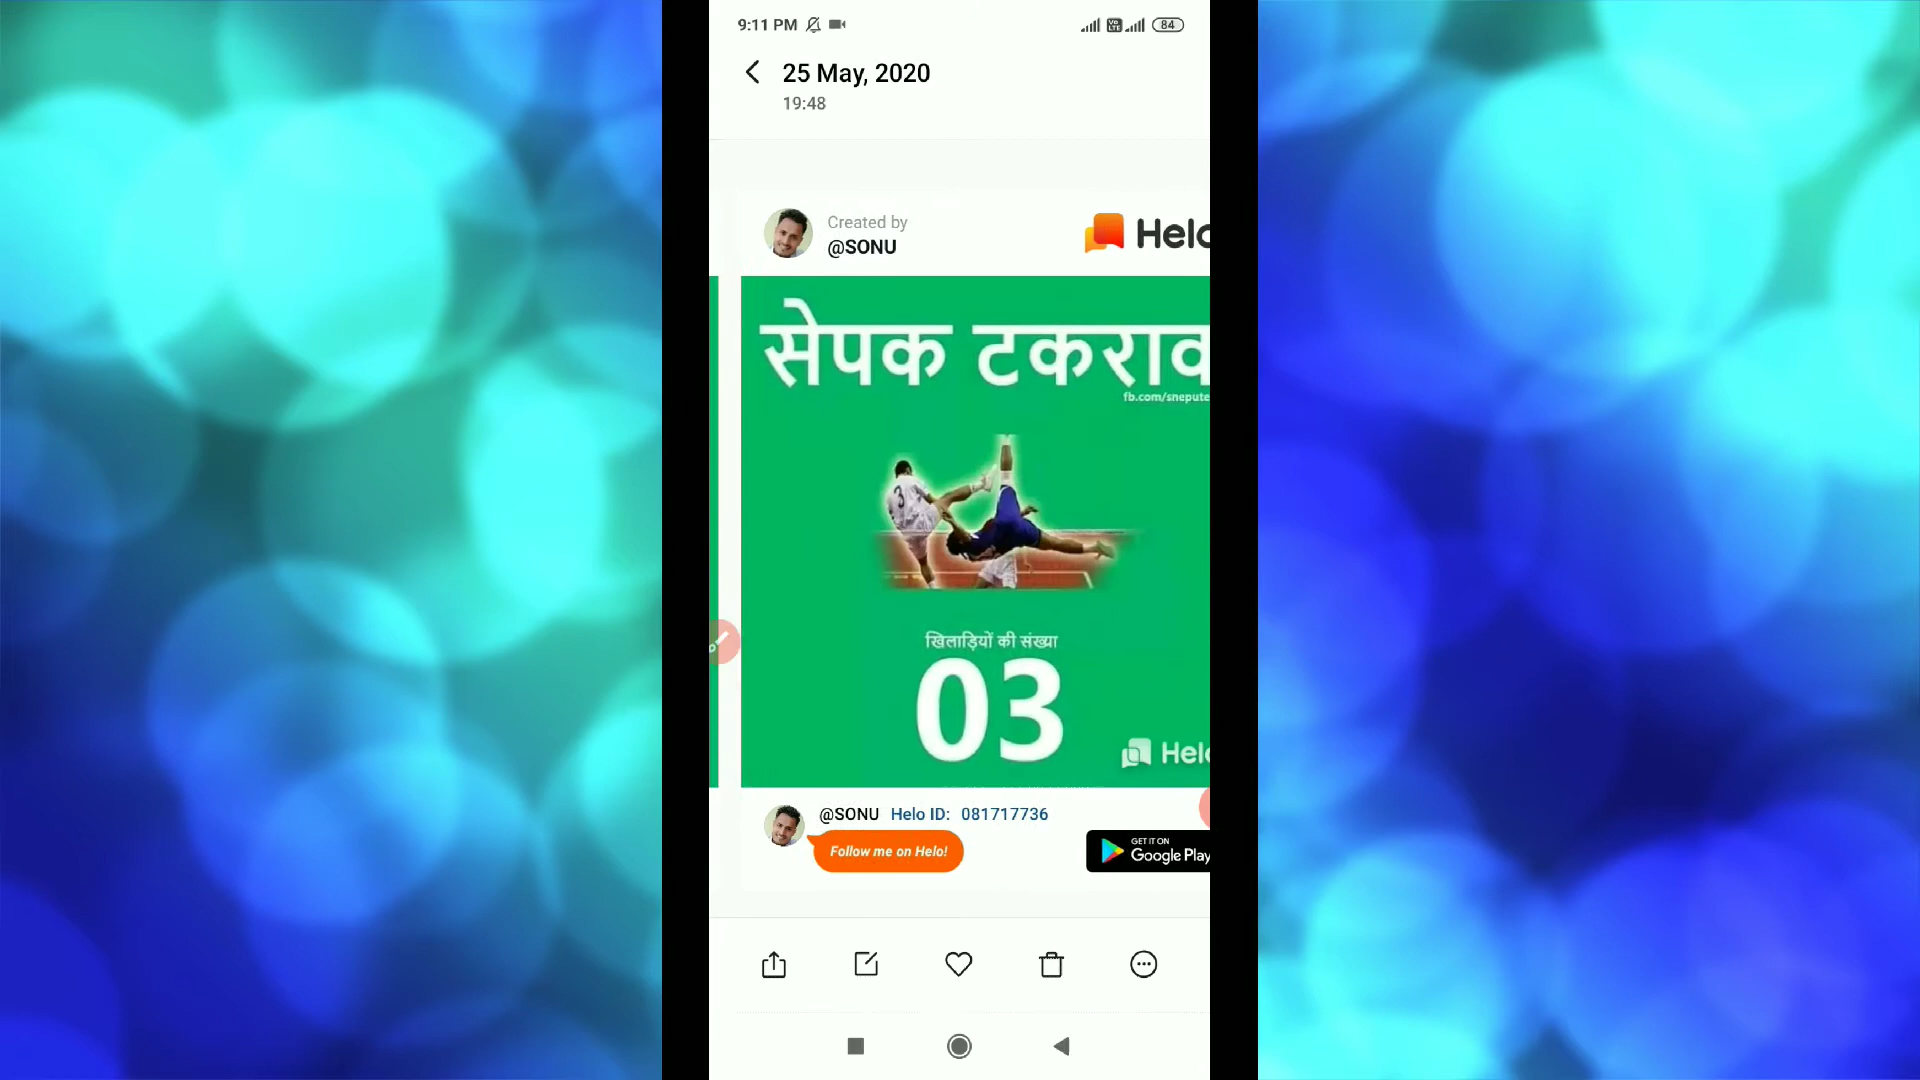 9:11 PM
84
25 May, 2020
19:48
Created by
@SONU
Helo
सेपक टकराव
fb.com/snepute
खिलाड़ियों की संख्या
03
3
@SONU Helo ID: 081717736
Follow me on Helo!
GET IT ON
Google Play